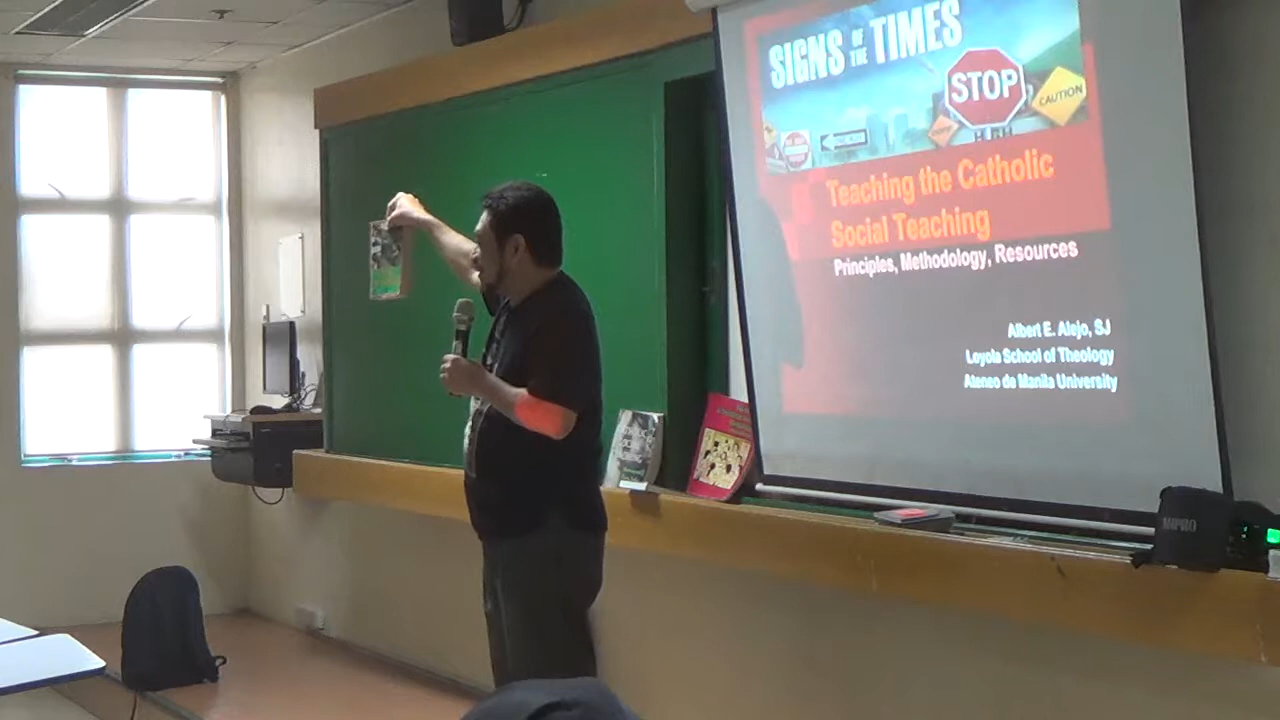 SIGNS OF THE TIMES
STOP
CAUTION
Teaching the Catholic
Social Teaching
Principles, Methodology, Resources
Albert E. Alejo, SJ
Loyola School of Theology
Ateneo de Manila University
MIPRO